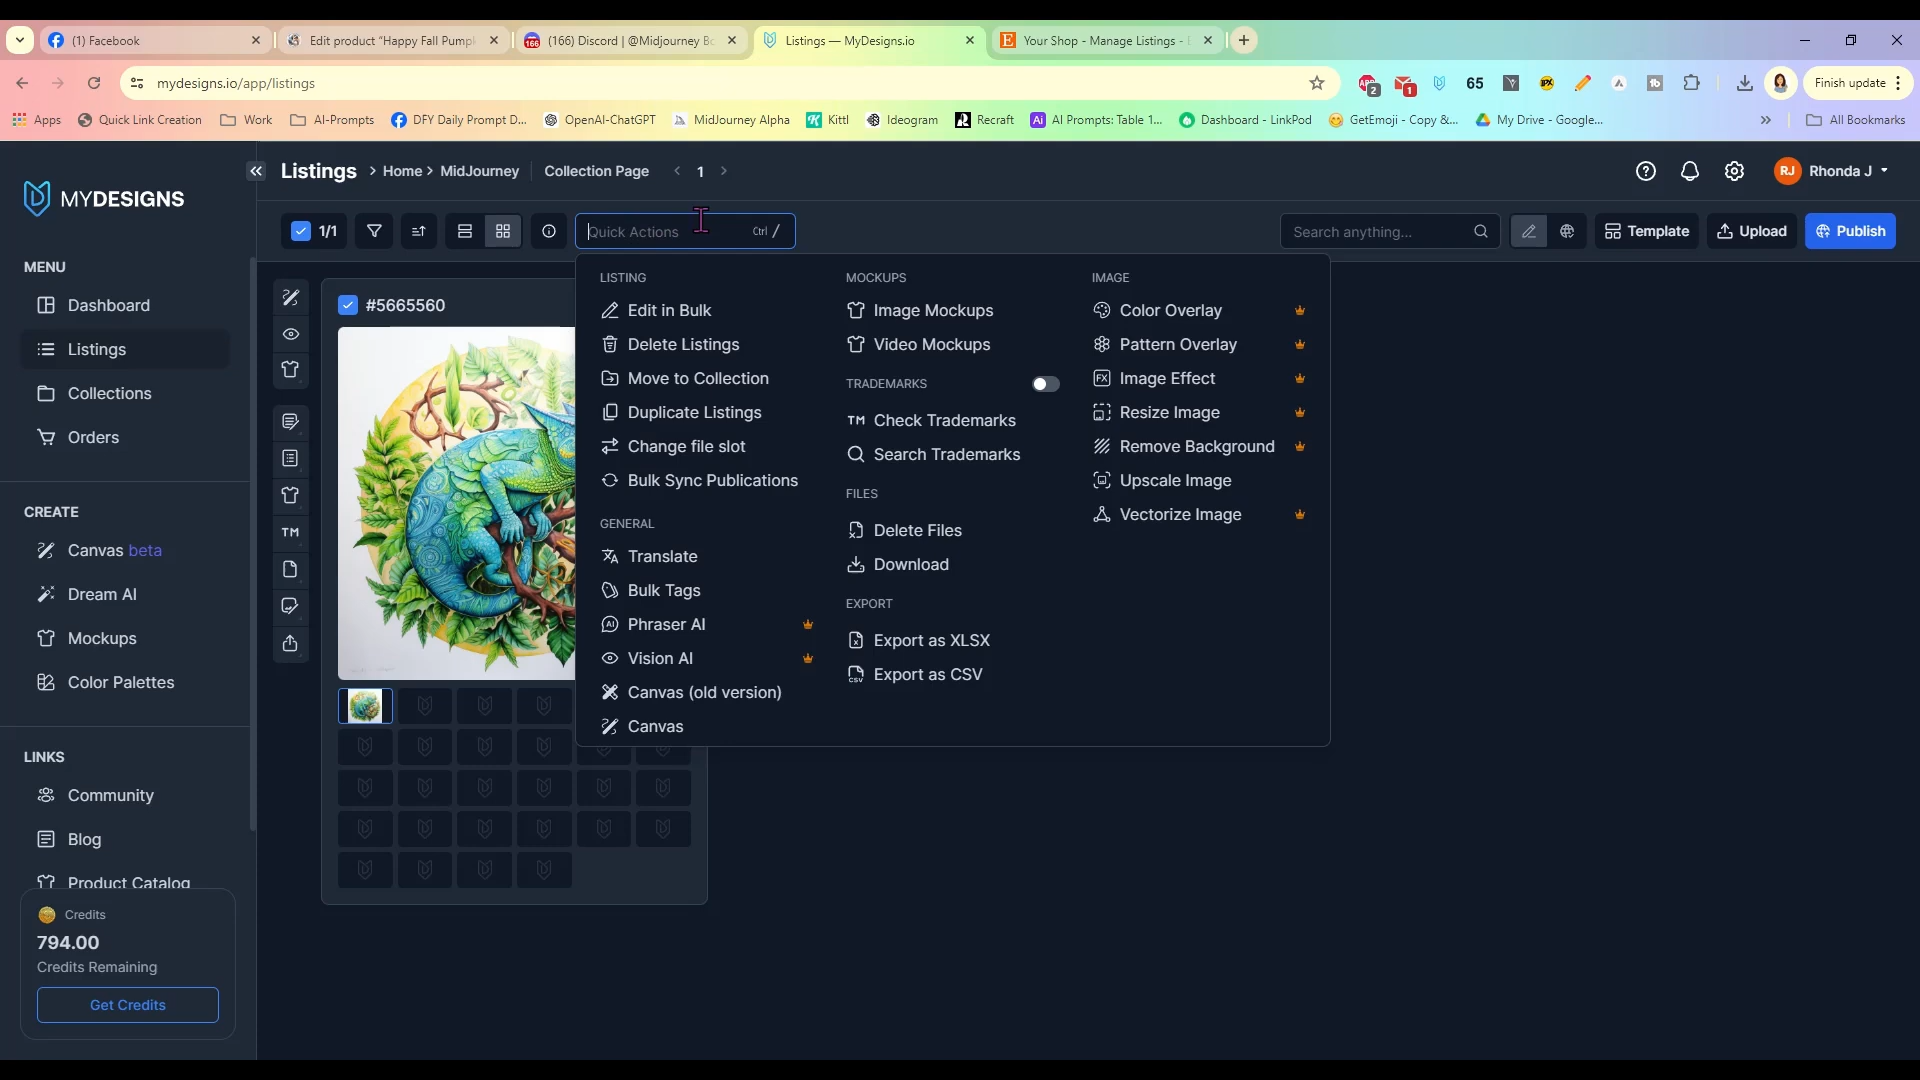 (1) Facebook
Edit product "Happy Fall Pumpk
(166) Discord | @Midjourney Bo
Listings — MyDesigns.io
Your Shop - Manage Listings - E
mydesigns.io/app/listings
2
1
65
Finish update
Apps
Quick Link Creation
Work
AI-Prompts
DFY Daily Prompt D...
OpenAI-ChatGPT
MidJourney Alpha
Kittl
Ideogram
Recraft
AI Prompts: Table 1...
Dashboard - LinkPod
GetEmoji - Copy &...
My Drive - Google...
All Bookmarks
MYDESIGNS
Listings
Home
MidJourney
Collection Page
1
RJ
Rhonda J
1/1
Quick Actions
Ctrl /
Search anything...
Template
Upload
Publish
MENU
Dashboard
Listings
Collections
Orders
CREATE
Canvas beta
Dream AI
Mockups
Color Palettes
LINKS
Community
Blog
Product Catalog
Credits
794.00
Credits Remaining
Get Credits
TM
#5665560
LISTING
Edit in Bulk
Delete Listings
Move to Collection
Duplicate Listings
Change file slot
Bulk Sync Publications
GENERAL
Translate
Bulk Tags
Phraser AI
Vision AI
Canvas (old version)
Canvas
MOCKUPS
Image Mockups
Video Mockups
TRADEMARKS
TM Check Trademarks
Search Trademarks
FILES
Delete Files
Download
EXPORT
Export as XLSX
Export as CSV
IMAGE
Color Overlay
Pattern Overlay
FX Image Effect
Resize Image
Remove Background
Upscale Image
Vectorize Image